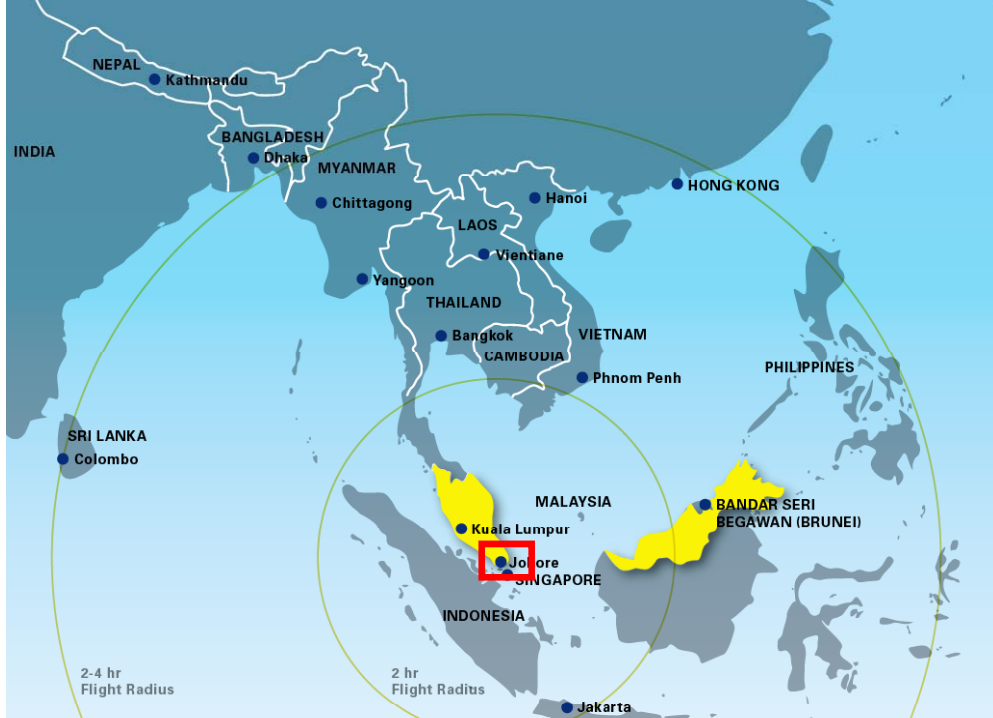 NEPAL
Kathmandu
BANGLADESH
INDIA
Dhaka
MYANMAR
HONG KONG
Chittagong
Hanoi
LAOS
Vientiane
Yangoon
THAILAND
Bangkok
VIETNAM
CAMBODIA
PHILIPPINES
Phnom Penh
SRI LANKA
Colombo
MALAYSIA
BANDAR SERI
BEGAWAN (BRUNEI)
Kuala Lumpur
Johore
SINGAPORE
INDONESIA
2-4 hr
Flight Radius
2 hr
Flight Radius
Jakarta